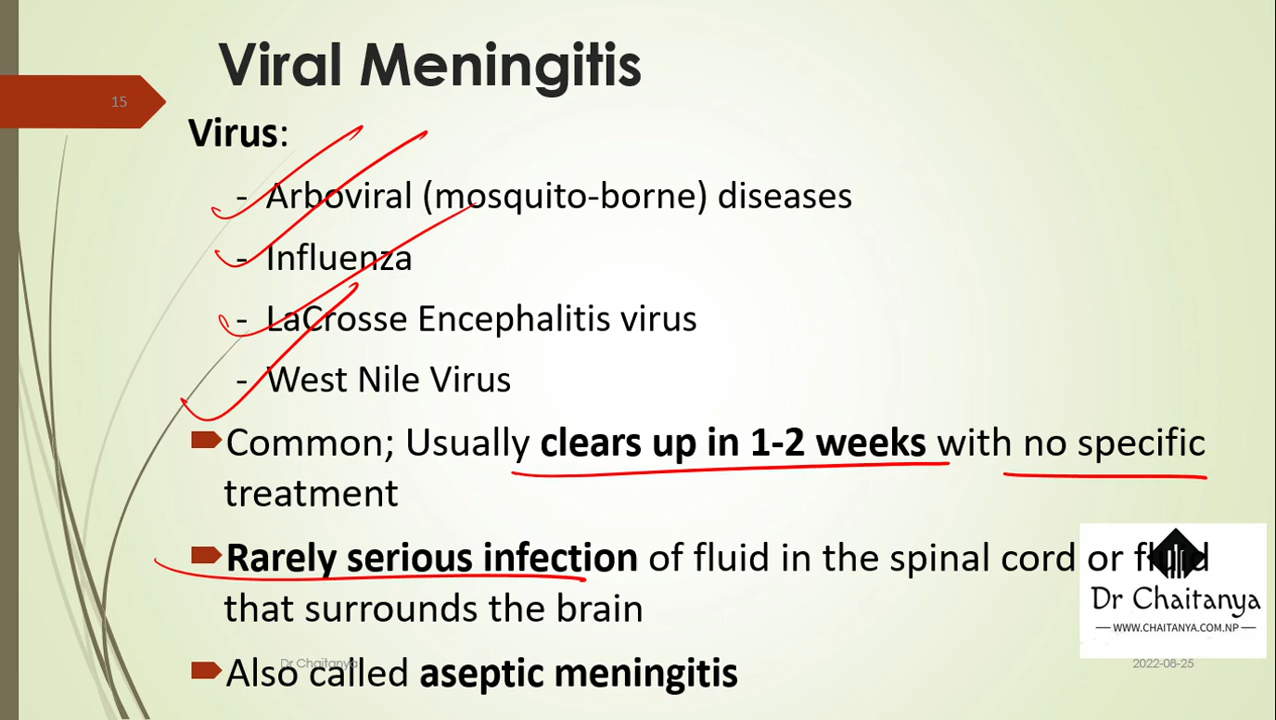 Viral Meningitis
15
Virus:
- Arboviral (mosquito-borne) diseases
- Influenza
- LaCrosse Encephalitis virus
- West Nile Virus
Common; Usually clears up in 1-2 weeks with no specific
treatment
Rarely serious infection of fluid in the spinal cord or fluid
that surrounds the brain
Also called aseptic meningitis
Dr Chaitanya
WWW.CHAITANYA.COM.NP
Dr Chaitanya
2022-08-25